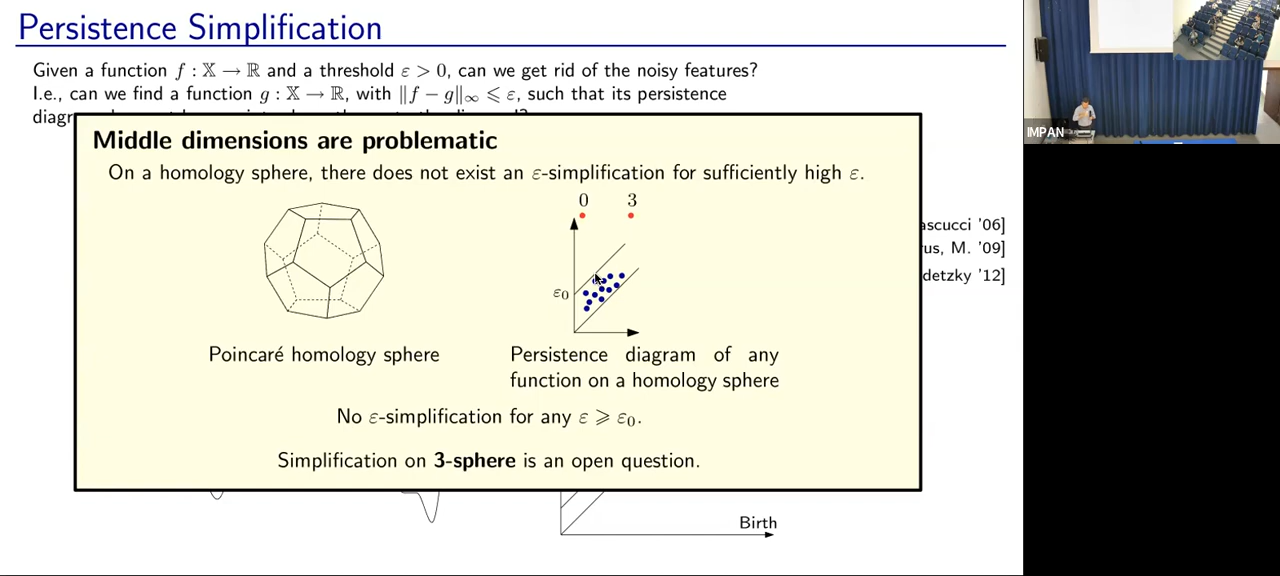 Persistence Simplification
Given a function f : 𝕏 → ℝ and a threshold ε > 0, can we get rid of the noisy features?
I.e., can we find a function g : 𝕏 → ℝ, with ‖f − g‖∞ ⩽ ε, such that its persistence
Middle dimensions are problematic
On a homology sphere, there does not exist an ε-simplification for sufficiently high ε.
0 3
ε₀
Poincaré homology sphere
Persistence diagram of any
function on a homology sphere
No ε-simplification for any ε ⩾ ε₀.
Simplification on 3-sphere is an open question.
ascucci '06]
us, M. '09]
detzky '12]
Birth
IMPAN